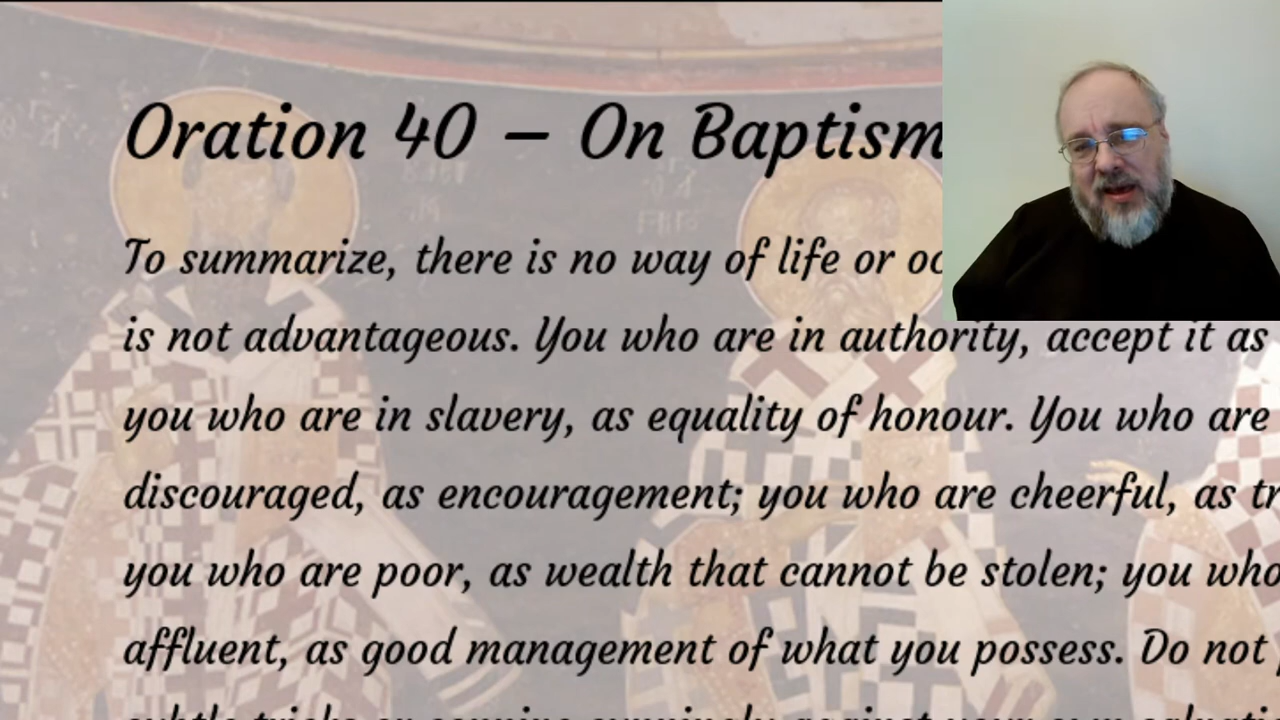 Oration 40 – On Baptism
To summarize, there is no way of life or
is not advantageous. You who are in authority, accept it as
you who are in slavery, as equality of honour. You who are
discouraged, as encouragement; you who are cheerful, as
you who are poor, as wealth that cannot be stolen; you who
affluent, as good management of what you possess. Do not